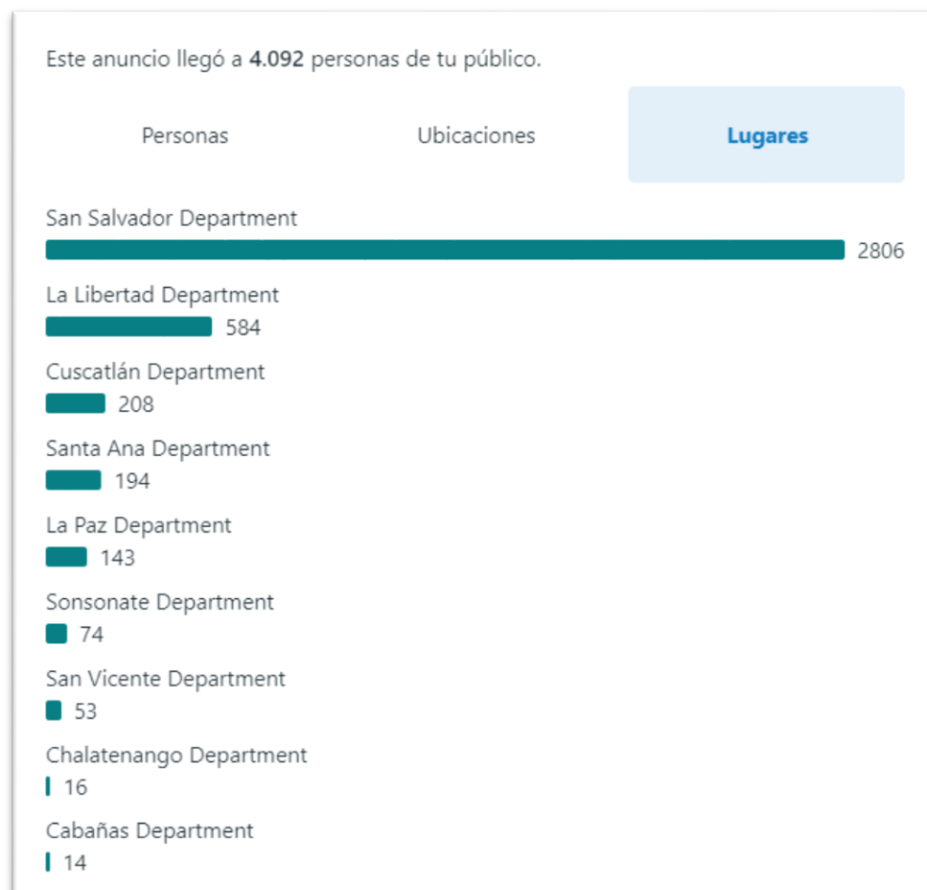 Este anuncio llegó a 4.092 personas de tu público.
Personas Ubicaciones Lugares
San Salvador Department
2806
La Libertad Department
584
Cuscatlán Department
208
Santa Ana Department
194
La Paz Department
143
Sonsonate Department
74
San Vicente Department
53
Chalatenango Department
16
Cabañas Department
14